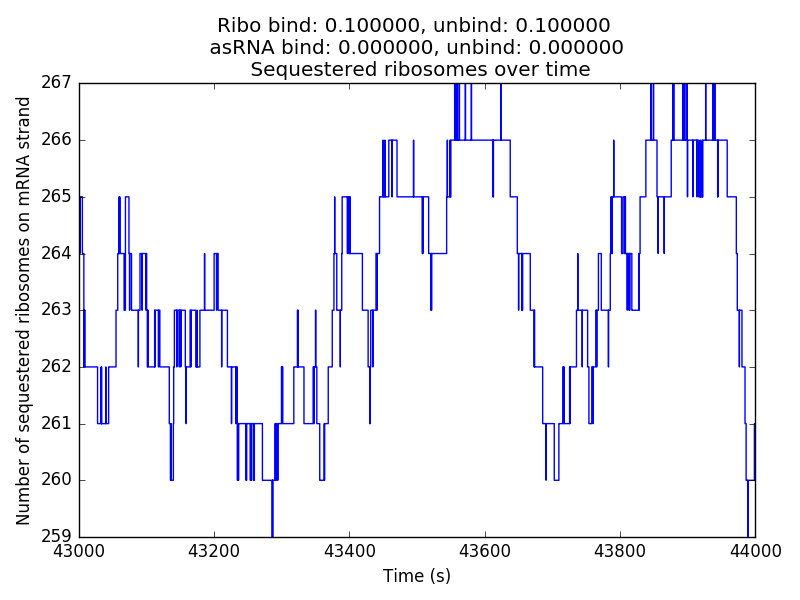 Ribo bind: 0.100000, unbind: 0.100000
asRNA bind: 0.000000, unbind: 0.000000
Sequestered ribosomes over time
Number of sequestered ribosomes on mRNA strand
267
266
265
264
263
262
261
260
259
43000 43200 43400 43600 43800 44000
Time (s)